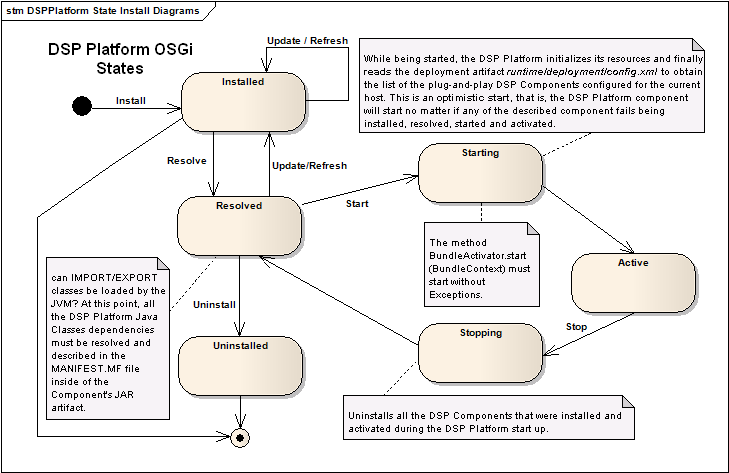 stm DSPPlatform State Install Diagrams
DSP Platform OSGi
States
Update / Refresh
Installed
Install
While being started, the DSP Platform initializes its resources and finally
reads the deployment artifact runtime/deployment/config.xml to obtain
the list of the plug-and-play DSP Components configured for the current
host. This is an optimistic start, that is, the DSP Platform component
will start no matter if any of the described component fails being
installed, resolved, started and activated.
Resolve
Update/Refresh
Starting
Resolved
Start
The method
BundleActivator.start
(BundleContext) must
start without
Exceptions.
Active
can IMPORT/EXPORT
classes be loaded by the
JVM? At this point, all
the DSP Platform Java
Classes dependencies
must be resolved and
described in the
MANIFEST.MF file
inside of the
Component's JAR
artifact.
Uninstall
Stop
Stopping
Uninstalled
Uninstalls all the DSP Components that were installed and
activated during the DSP Platform start up.